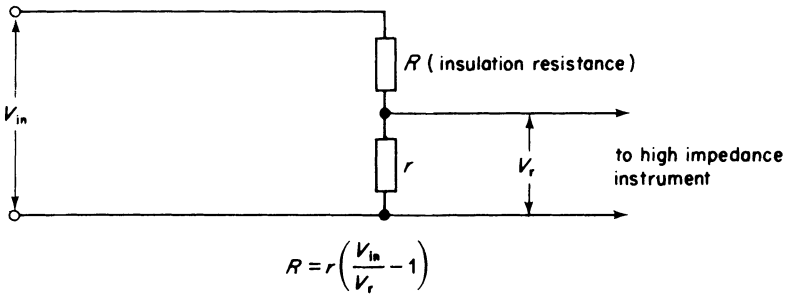 R (insulation resistance)
V_in
r
V_r
to high impedance
instrument
R = r(V_in/V_r − 1)